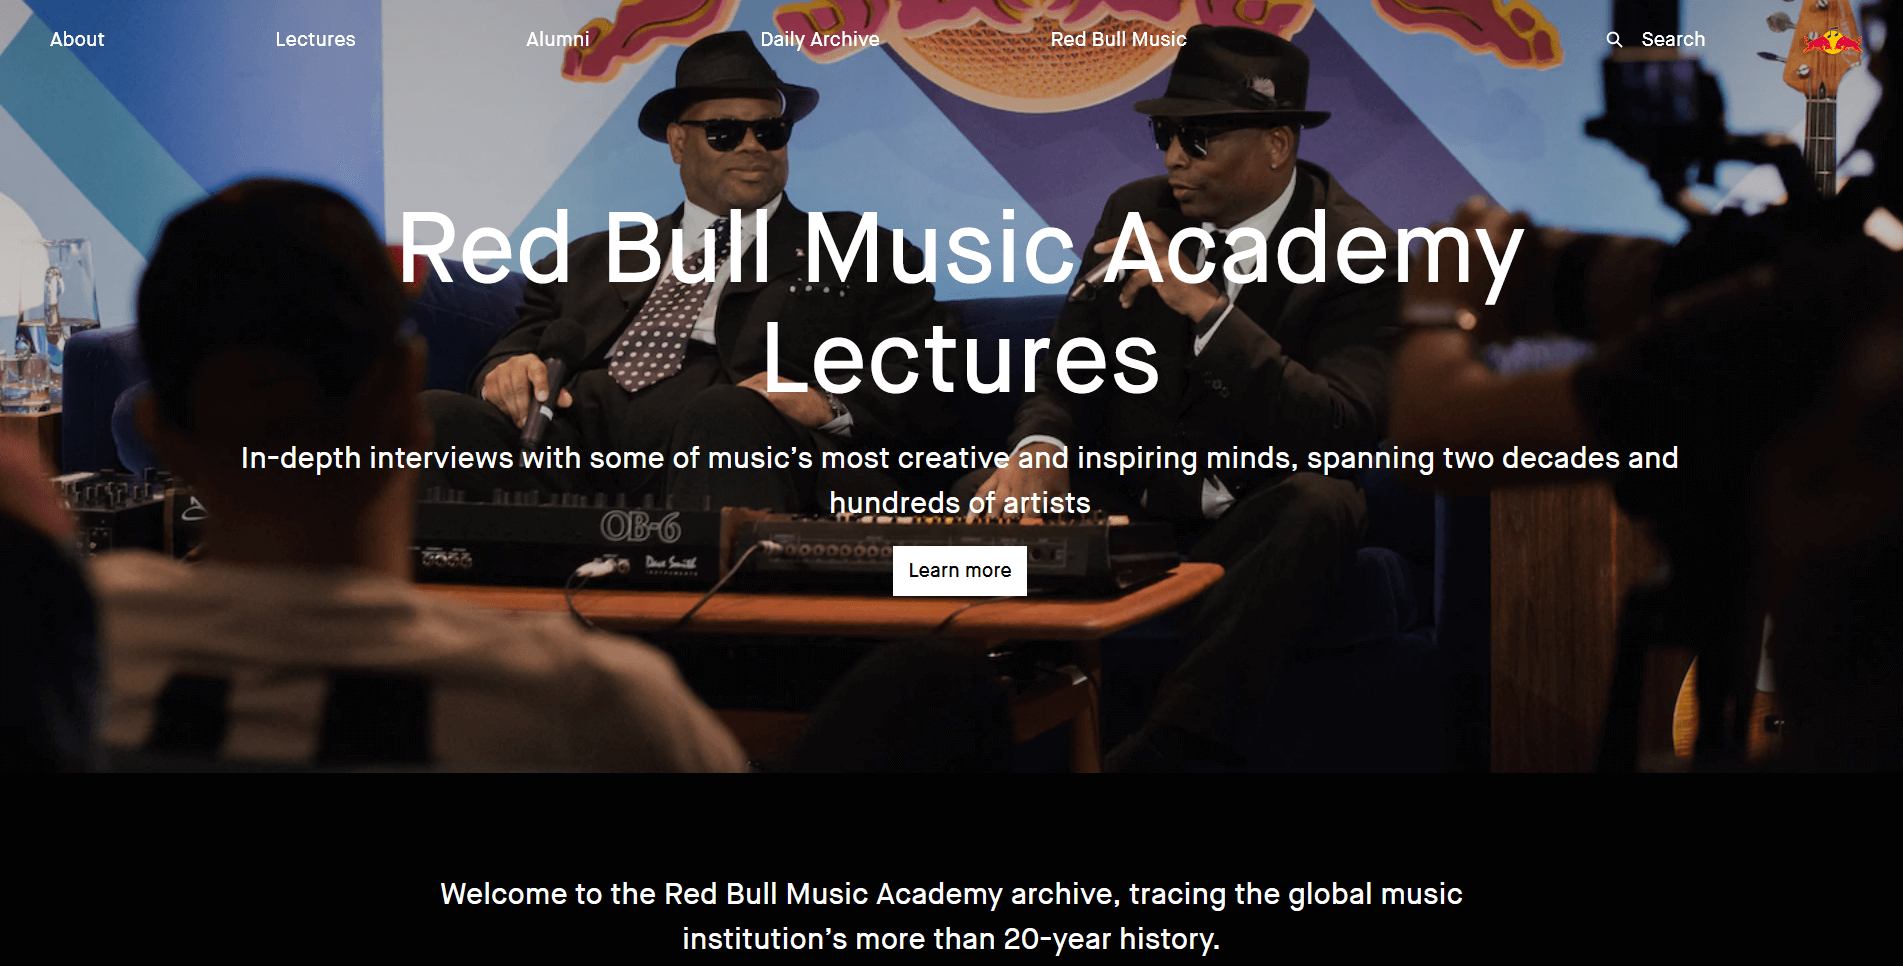 About
Lectures
Alumni
Daily Archive
Red Bull Music
Search
Red Bull Music Academy
Lectures
In-depth interviews with some of music’s most creative and inspiring minds, spanning two decades and
hundreds of artists
OB-6
Dave Smith
INSTRUMENTS
Learn more
Welcome to the Red Bull Music Academy archive, tracing the global music
institution’s more than 20-year history.